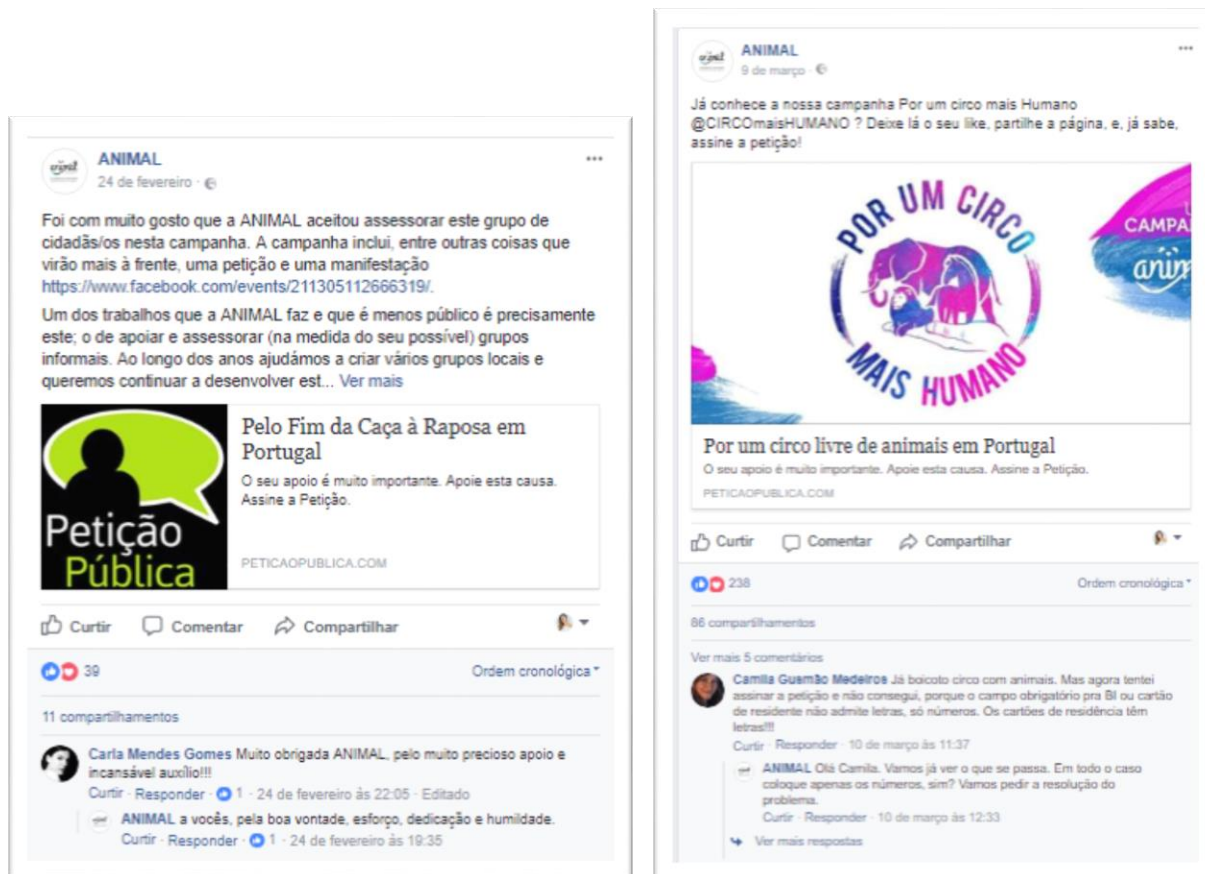 ANIMAL
24 de fevereiro ·
Foi com muito gosto que a ANIMAL aceitou assessorar este grupo de
cidadãs/os nesta campanha. A campanha inclui, entre outras coisas que
virão mais à frente, uma petição e uma manifestação
https://www.facebook.com/events/211305112666319/.
Um dos trabalhos que a ANIMAL faz e que é menos público é precisamente
este; o de apoiar e assessorar (na medida do seu possível) grupos
informais. Ao longo dos anos ajudámos a criar vários grupos locais e
queremos continuar a desenvolver est... Ver mais
Petição
Pública
Pelo Fim da Caça à Raposa em
Portugal
O seu apoio é muito importante. Apoie esta causa.
Assine a Petição.
PETICAOPUBLICA.COM
Curtir Comentar Compartilhar
39 Ordem cronológica
11 compartilhamentos
Carla Mendes Gomes Muito obrigada ANIMAL, pelo muito precioso apoio e
incansável auxílio!!!
Curtir · Responder · 1 · 24 de fevereiro às 22:05 · Editado
ANIMAL a vocês, pela boa vontade, esforço, dedicação e humildade.
Curtir · Responder · 1 · 24 de fevereiro às 19:35
ANIMAL
9 de março ·
Já conhece a nossa campanha Por um circo mais Humano
@CIRCOmaisHUMANO ? Deixe lá o seu like, partilhe a página, e, já sabe,
assine a petição!
POR UM CIRCO
MAIS HUMANO
CAMPA
anim
Por um circo livre de animais em Portugal
O seu apoio é muito importante. Apoie esta causa. Assine a Petição.
PETICAOPUBLICA.COM
Curtir Comentar Compartilhar
238 Ordem cronológica
86 compartilhamentos
Ver mais 5 comentários
Camila Gusmão Medeiros Já boicoto circo com animais. Mas agora tentei
assinar a petição e não consegui, porque o campo obrigatório pra BI ou cartão
de residente não admite letras, só números. Os cartões de residência têm
letras!!!
Curtir · Responder · 10 de março às 11:37
ANIMAL Olá Camila. Vamos já ver o que se passa. Em todo o caso
coloque apenas os números, sim? Vamos pedir a resolução do
problema.
Curtir · Responder · 10 de março às 12:33
Ver mais respostas